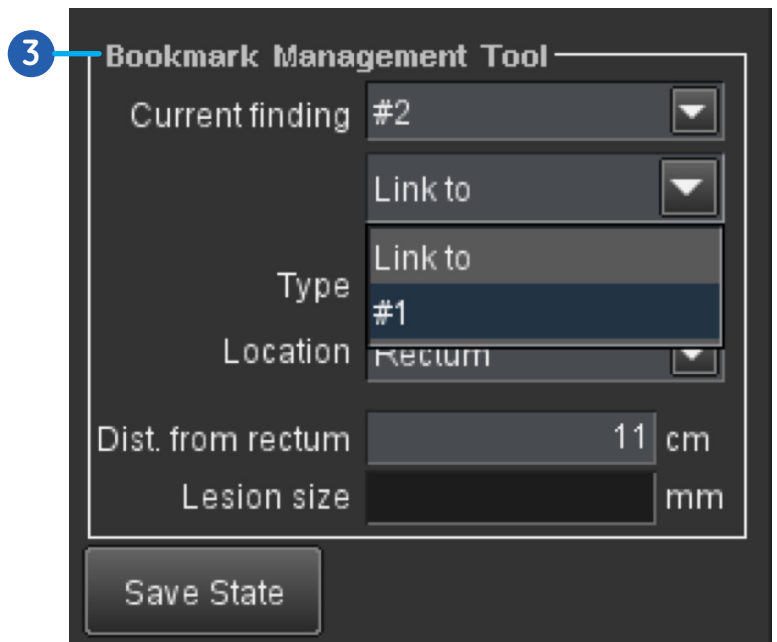 3
Bookmark Management Tool
Current finding #2
Link to
Link to
Type
#1
Location Rectum
Dist. from rectum 11 cm
Lesion size mm
Save State